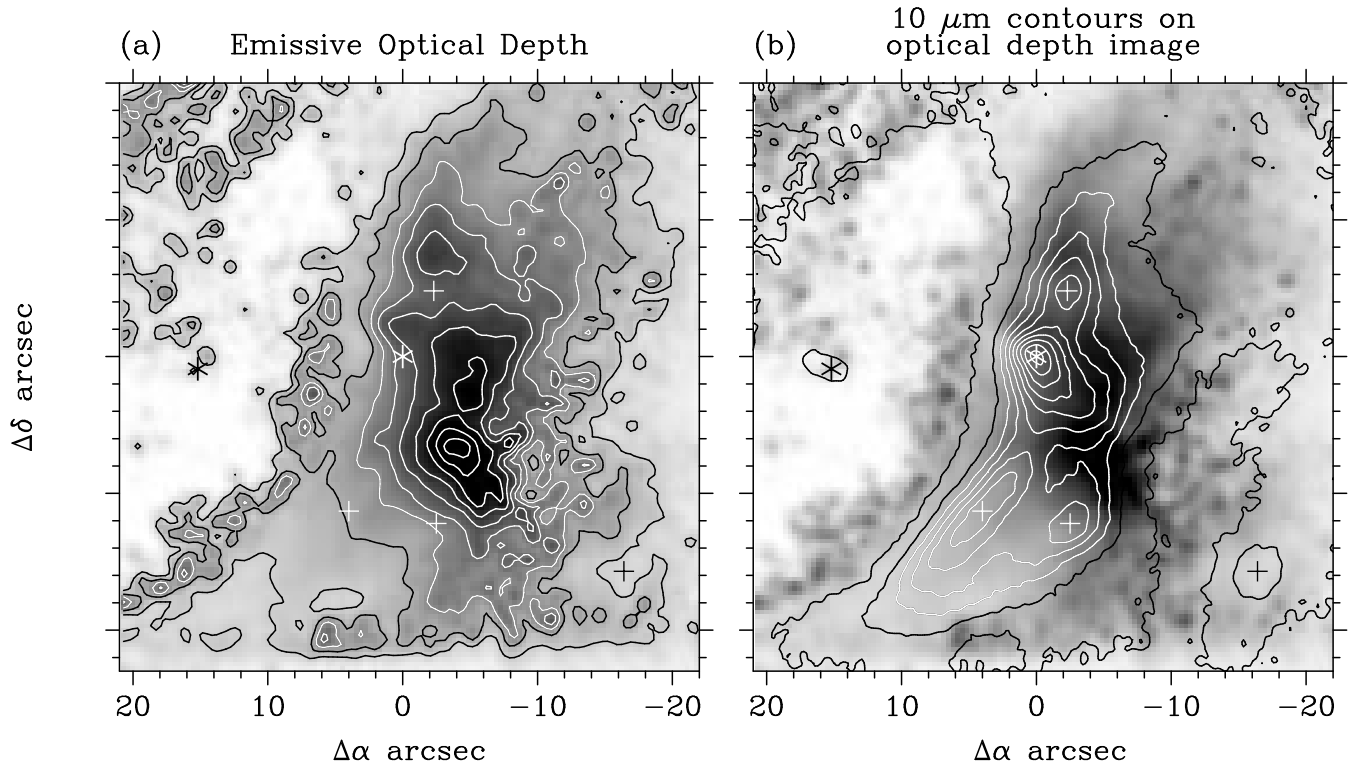 (a) Emissive Optical Depth
(b) 10 μm contours on
optical depth image
Δδ arcsec
20 10 0 −10 −20
20 10 0 −10 −20
Δα arcsec
Δα arcsec